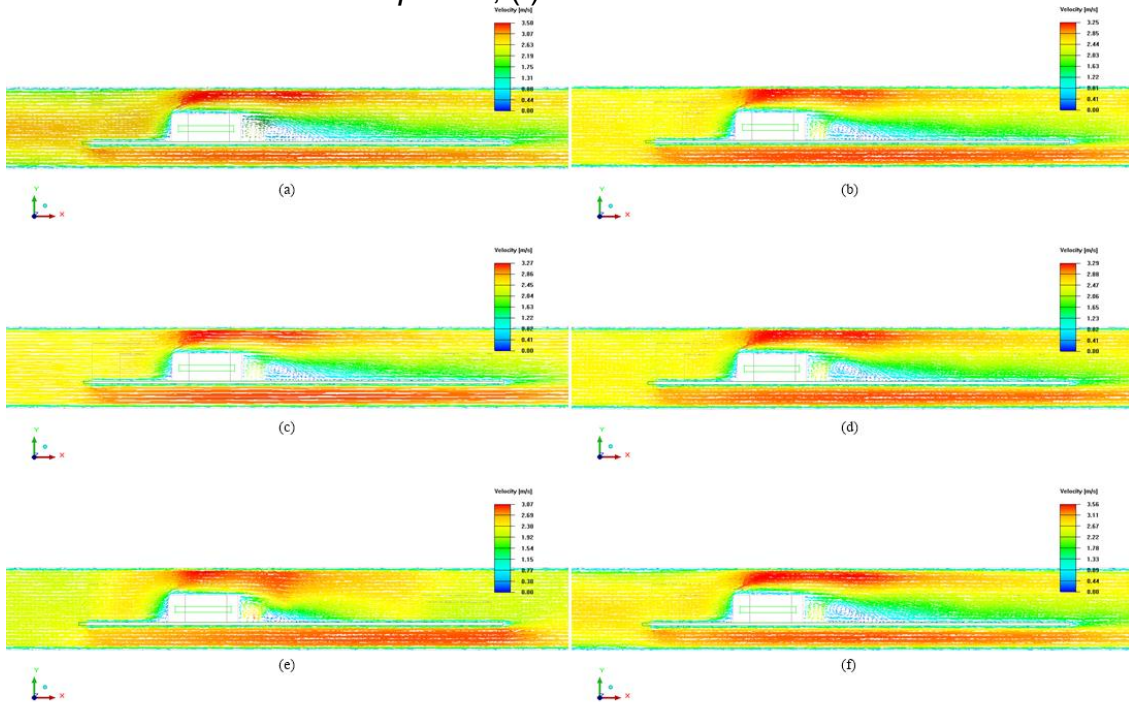 Velocity [m/s]
3.50
3.07
2.63
2.19
1.75
1.31
0.88
0.44
0.00
(a)
Y
X
Velocity [m/s]
3.25
2.85
2.44
2.03
1.63
1.22
0.81
0.41
0.00
(b)
Y
X
Velocity [m/s]
3.27
2.86
2.45
2.04
1.63
1.22
0.82
0.41
0.00
(c)
Y
X
Velocity [m/s]
3.29
2.88
2.47
2.06
1.65
1.23
0.82
0.41
0.00
(d)
Y
X
Velocity [m/s]
3.07
2.69
2.30
1.92
1.54
1.15
0.77
0.38
0.00
(e)
Y
X
Velocity [m/s]
3.56
3.11
2.67
2.22
1.78
1.33
0.89
0.44
0.00
(f)
Y
X